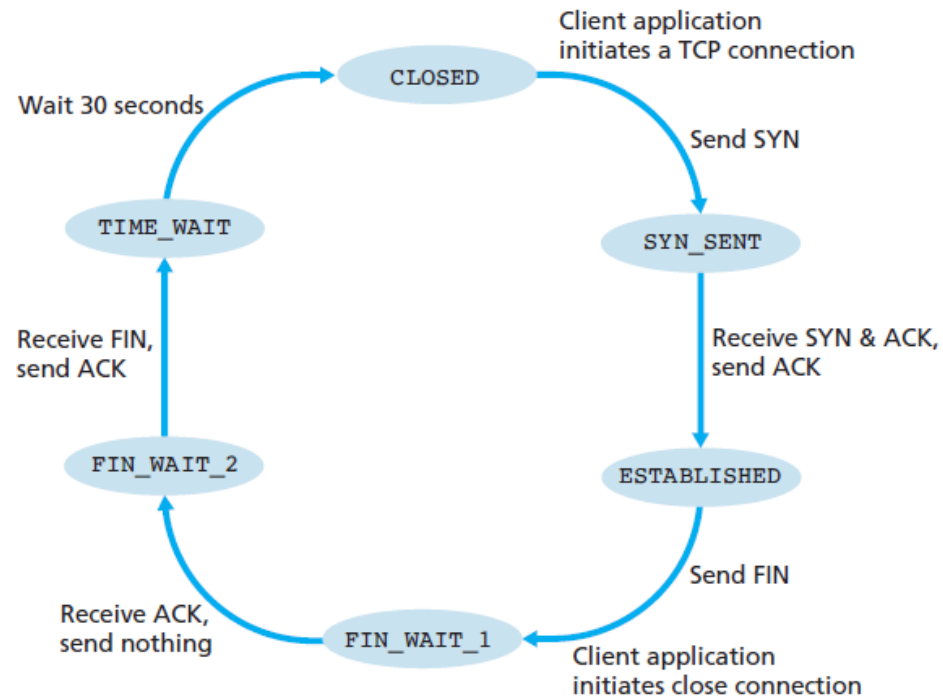 Client application
initiates a TCP connection
CLOSED
Wait 30 seconds
Send SYN
TIME_WAIT
SYN_SENT
Receive FIN,
send ACK
Receive SYN & ACK,
send ACK
FIN_WAIT_2
ESTABLISHED
Send FIN
Receive ACK,
send nothing
FIN_WAIT_1
Client application
initiates close connection